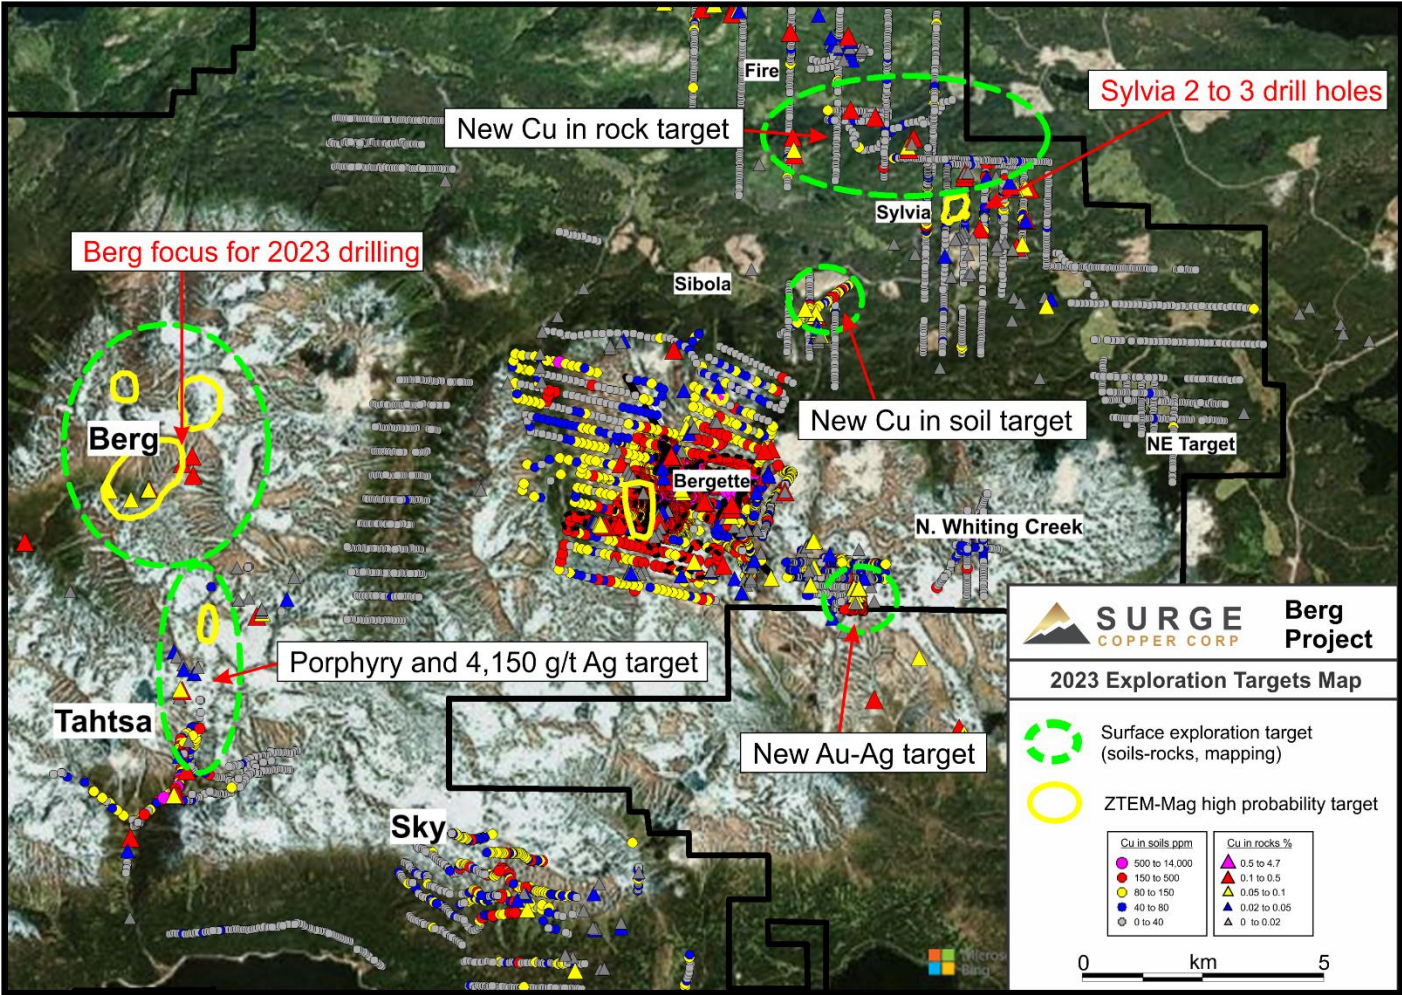 Fire
New Cu in rock target
Sylvia 2 to 3 drill holes
Sylvia
Berg focus for 2023 drilling
Sibola
New Cu in soil target
Berg
NE Target
Bergette
N. Whiting Creek
Porphyry and 4,150 g/t Ag target
Tahtsa
New Au-Ag target
Sky
SURGE
COPPER CORP
Berg
Project
2023 Exploration Targets Map
Surface exploration target
(soils-rocks, mapping)
ZTEM-Mag high probability target
Cu in soils ppm
500 to 14,000
150 to 500
80 to 150
40 to 80
0 to 40
Cu in rocks %
0.5 to 4.7
0.1 to 0.5
0.05 to 0.1
0.02 to 0.05
0 to 0.02
0 km 5
Bing